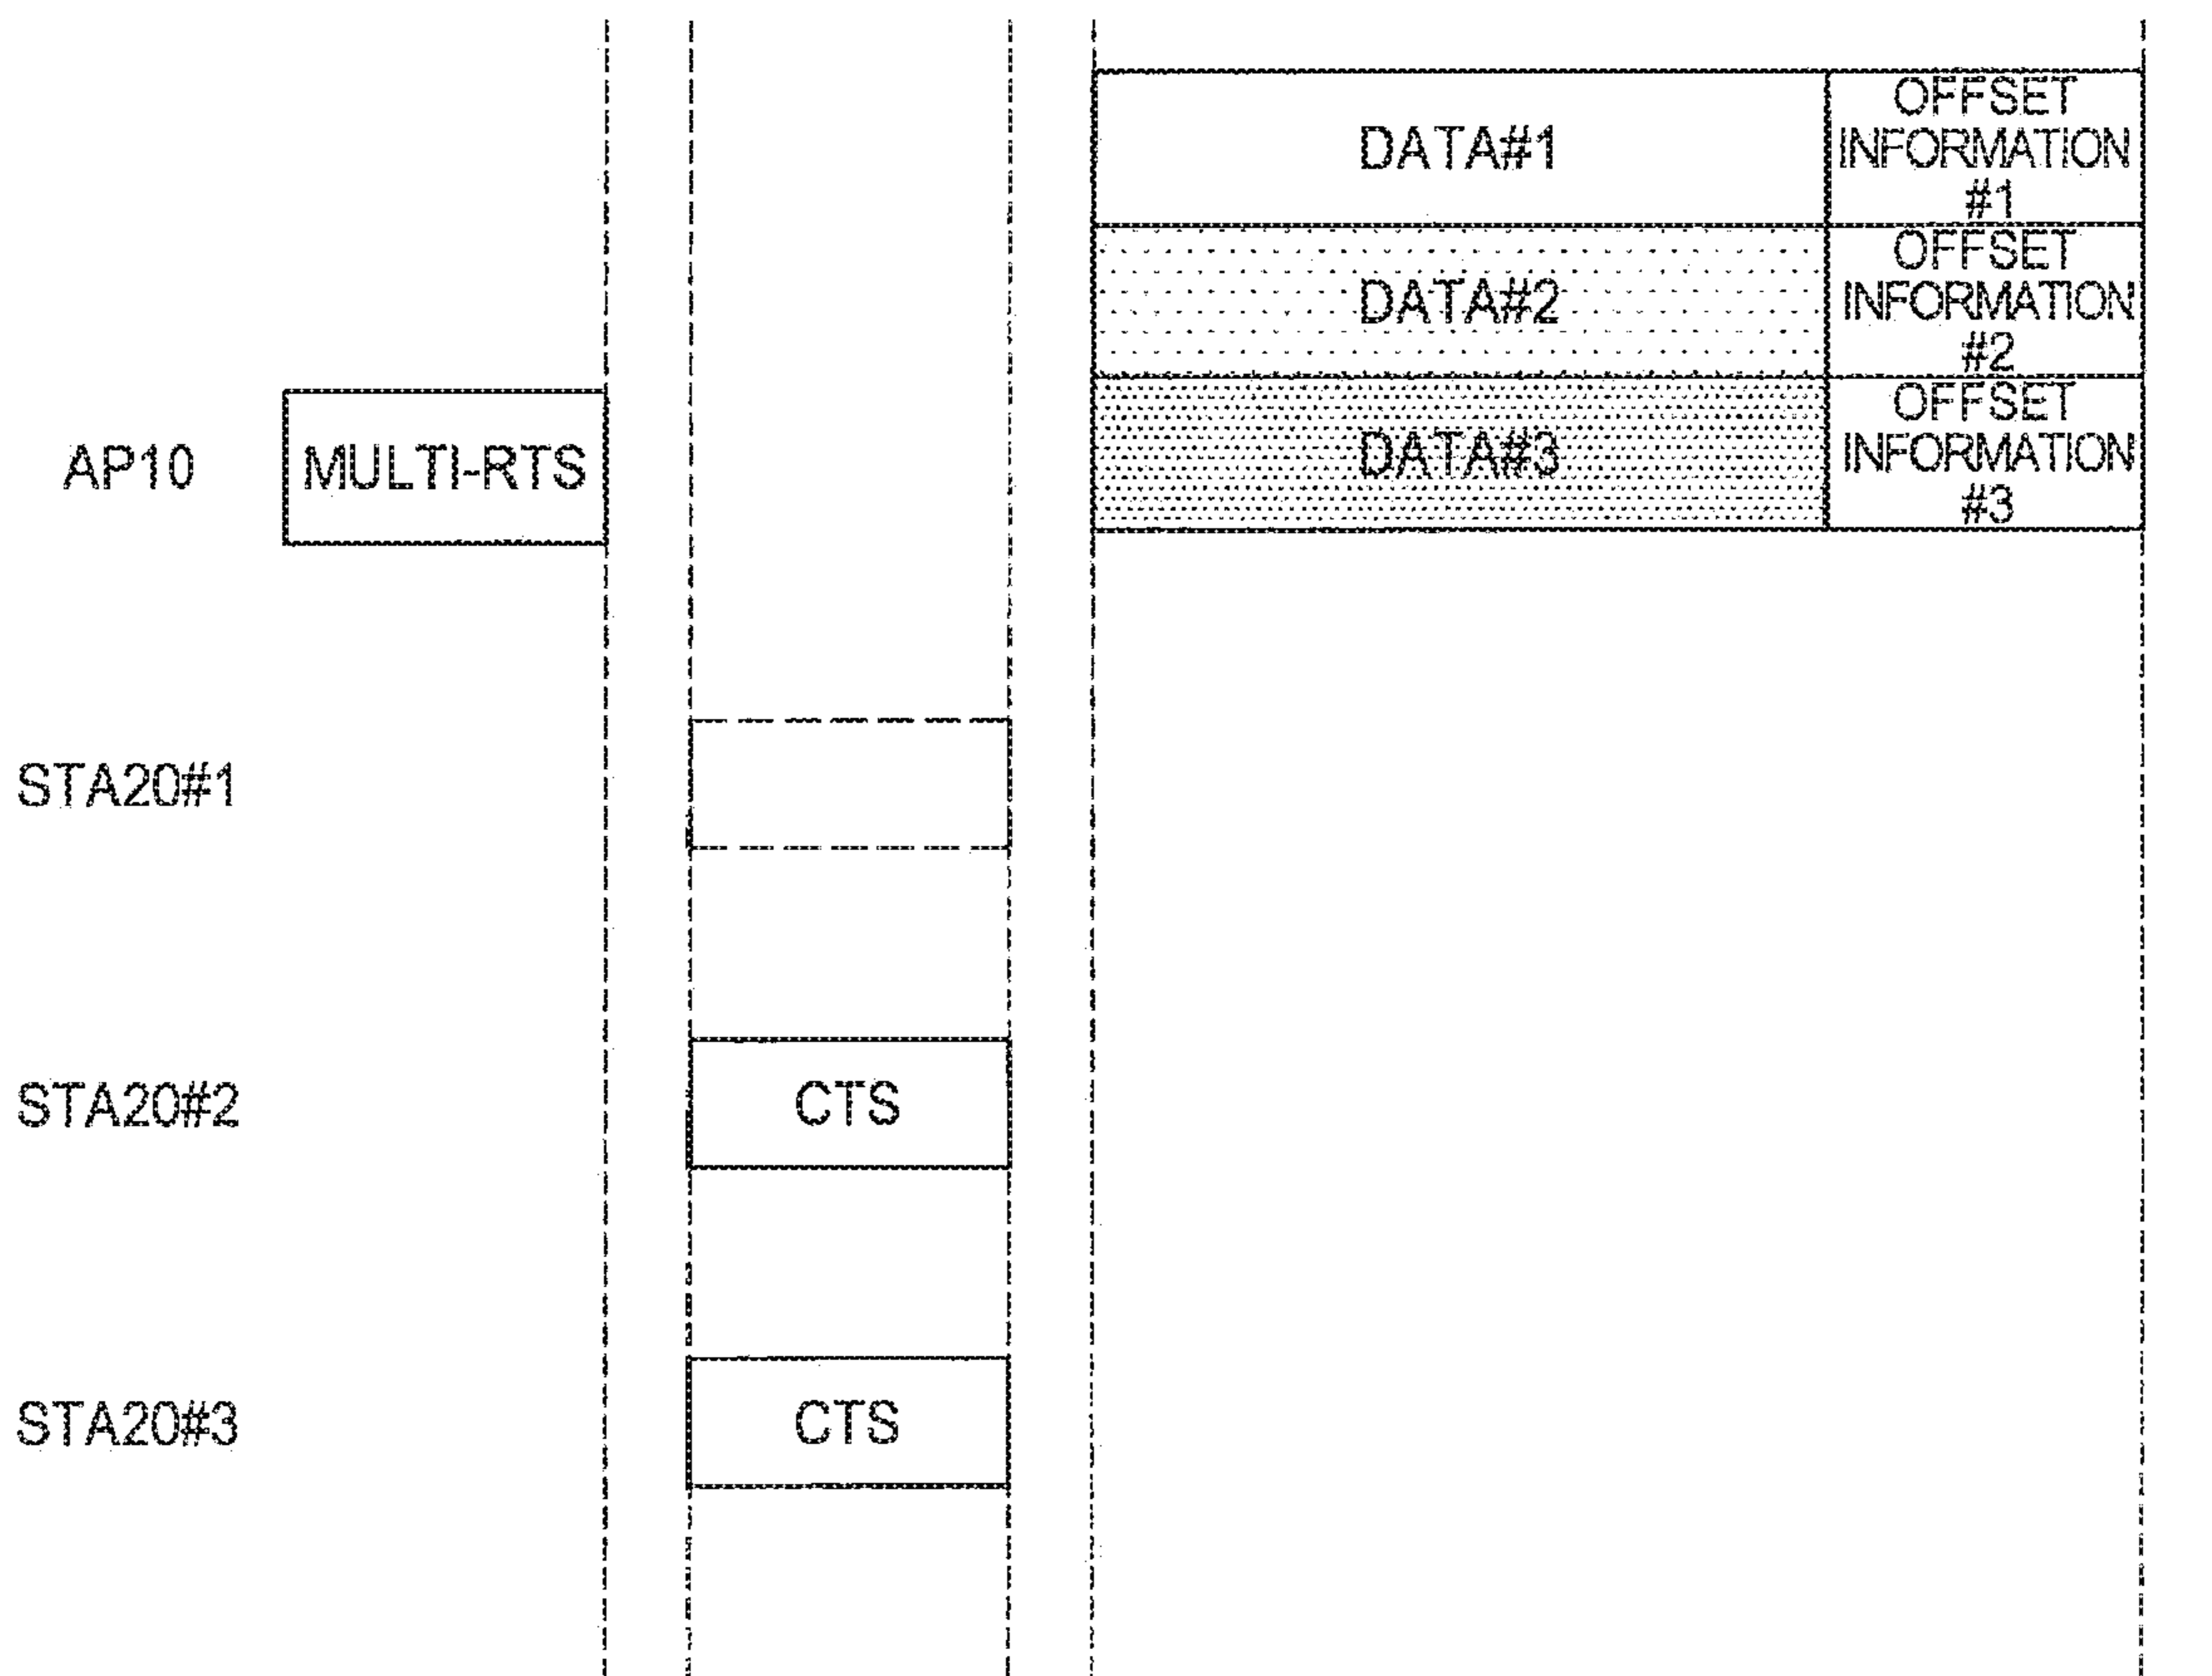 DATA#1
OFFSET
INFORMATION
#1
DATA#2
OFFSET
INFORMATION
#2
AP10
MULTI-RTS
DATA#3
OFFSET
INFORMATION
#3
STA20#1
STA20#2
CTS
STA20#3
CTS